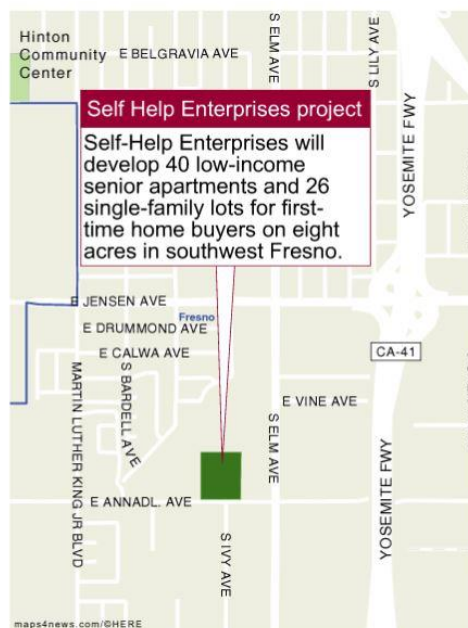 Hinton
Community
Center
E BELGRAVIA AVE
S ELM AVE
S LILY AVE
YOSEMITE FWY
Self Help Enterprises project
Self-Help Enterprises will
develop 40 low-income
senior apartments and 26
single-family lots for first-
time home buyers on eight
acres in southwest Fresno.
E JENSEN AVE
Fresno
E DRUMMOND AVE
E CALWA AVE
CA-41
MARTIN LUTHER KING JR BLVD
S BARDELL AVE
E VINE AVE
S ELM AVE
YOSEMITE FWY
E ANNADL. AVE
S IVY AVE
maps4news.com/©HERE